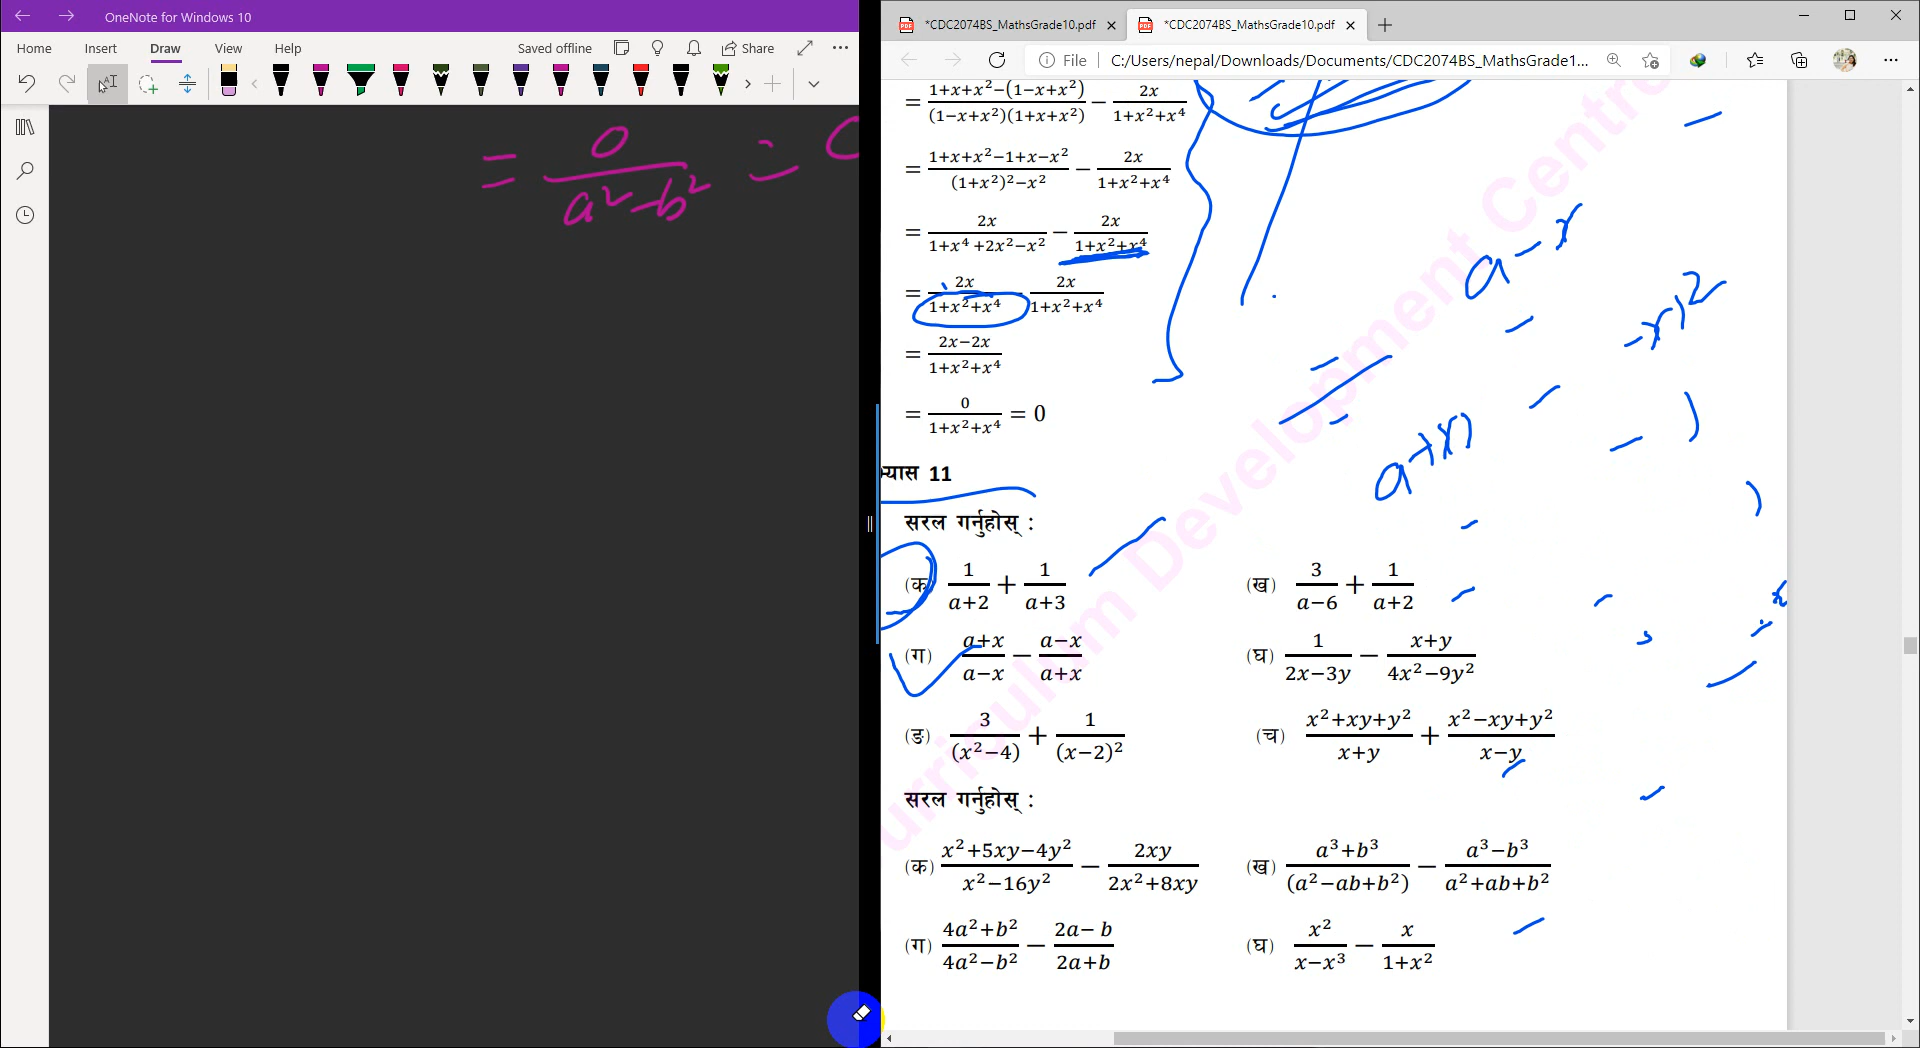 OneNote for Windows 10
Home Insert Draw View Help Saved offline Share
= 0/(a²-b²) =
*CDC2074BS_MathsGrade10.pdf *CDC2074BS_MathsGrade10.pdf
File C:/Users/nepal/Downloads/Documents/CDC2074BS_MathsGrade1...
= (1+x+x²−(1−x+x²))/((1−x+x²)(1+x+x²)) − 2x/(1+x²+x⁴)
= (1+x+x²−1+x−x²)/((1+x²)²−x²) − 2x/(1+x²+x⁴)
= 2x/(1+x⁴+2x²−x²) − 2x/(1+x²+x⁴)
= 2x/(1+x²+x⁴) − 2x/(1+x²+x⁴)
= (2x−2x)/(1+x²+x⁴)
= 0/(1+x²+x⁴) = 0
a-x
a+x
भ्यास 11
सरल गर्नुहोस् :
(क) 1/(a+2) + 1/(a+3) (ख) 3/(a−6) + 1/(a+2)
(ग) (a+x)/(a−x) − (a−x)/(a+x) (घ) 1/(2x−3y) − (x+y)/(4x²−9y²)
(ङ) 3/(x²−4) + 1/(x−2)² (च) (x²+xy+y²)/(x+y) + (x²−xy+y²)/(x−y)
सरल गर्नुहोस् :
(क) (x²+5xy−4y²)/(x²−16y²) − 2xy/(2x²+8xy) (ख) (a³+b³)/(a²−ab+b²) − (a³−b³)/(a²+ab+b²)
(ग) (4a²+b²)/(4a²−b²) − (2a−b)/(2a+b) (घ) x²/(x−x³) − x/(1+x²)
urriculum Development Centre